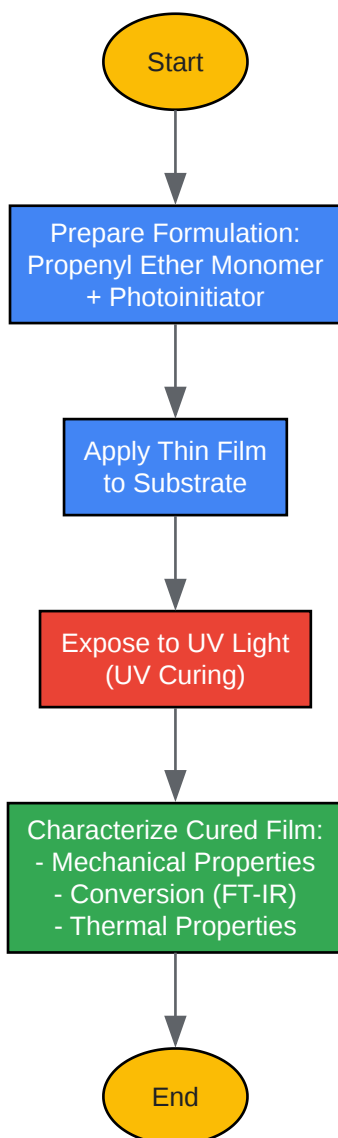 Start
Prepare Formulation:
Propenyl Ether Monomer
+ Photoinitiator
Apply Thin Film
to Substrate
Expose to UV Light
(UV Curing)
Characterize Cured Film:
- Mechanical Properties
- Conversion (FT-IR)
- Thermal Properties
End